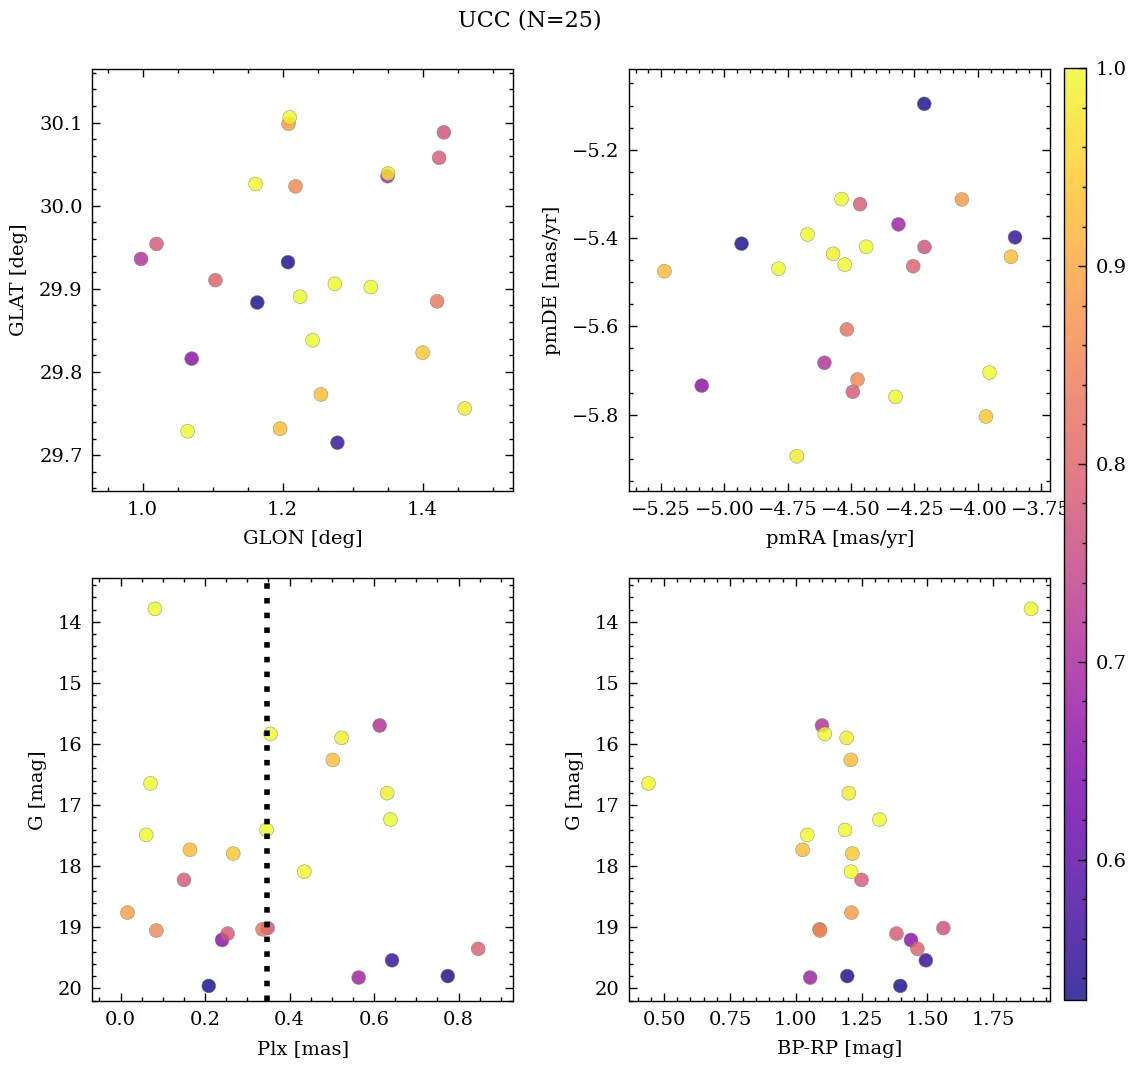 UCC (N=25)
30.1
30.0
29.9
29.8
29.7
GLAT [deg]
1.0 1.2 1.4
GLON [deg]
−5.2
−5.4
−5.6
−5.8
pmDE [mas/yr]
−5.25 −5.00 −4.75 −4.50 −4.25 −4.00 −3.75
pmRA [mas/yr]
1.0
0.9
0.8
0.7
0.6
14
15
16
17
18
19
20
G [mag]
0.0 0.2 0.4 0.6 0.8
Plx [mas]
14
15
16
17
18
19
20
G [mag]
0.50 0.75 1.00 1.25 1.50 1.75
BP-RP [mag]